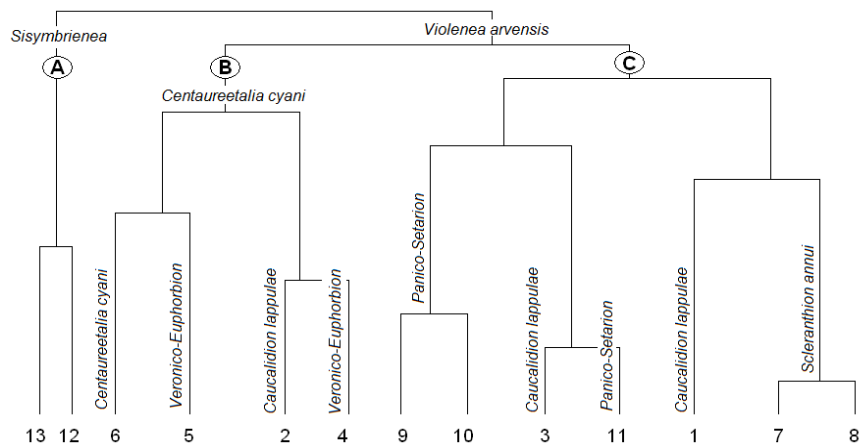 Sisymbrienea
Violenea arvensis
A
B
C
Centaureetalia cyani
Centaureetalia cyani
Veronico-Euphorbion
Caucalidion lappulae
Veronico-Euphorbion
Panico-Setarion
Caucalidion lappulae
Panico-Setarion
Caucalidion lappulae
Scleranthion annui
13 12 6 5 2 4 9 10 3 11 1 7 8